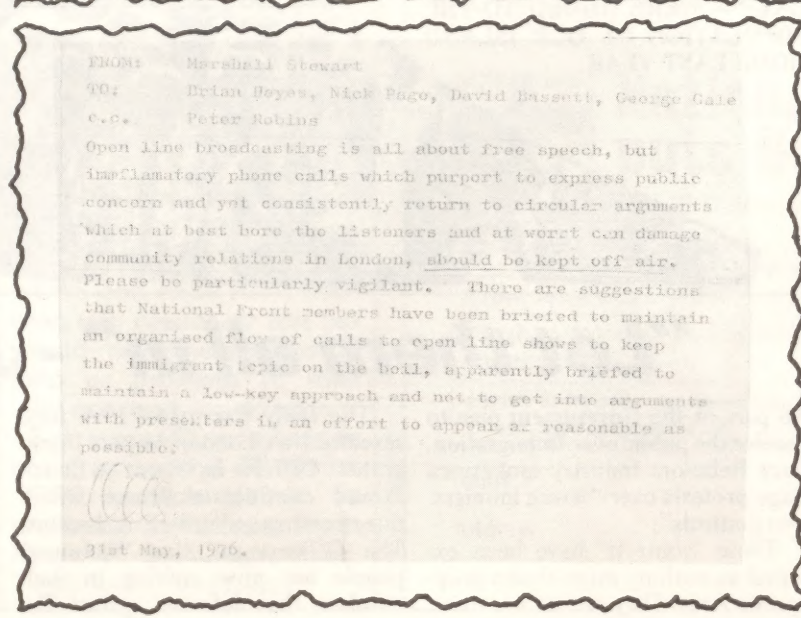 FROM: Marshall Stewart
TO: Brian Hayes, Nick Page, David Bassett, George Gale
c.c. Peter Robins
Open line broadcasting is all about free speech, but
imnflamatory phone calls which purport to express public
concern and yet consistently return to circular arguments
which at best bore the listeners and at worst can damage
community relations in London, should be kept off air.
Please be particularly vigilant. There are suggestions
that National Front members have been briefed to maintain
an organised flow of calls to open line shows to keep
the immigrant topic on the boil, apparently briefed to
maintain a low-key approach and not to get into arguments
with presenters in an effort to appear as reasonable as
possible:
31st May, 1976.